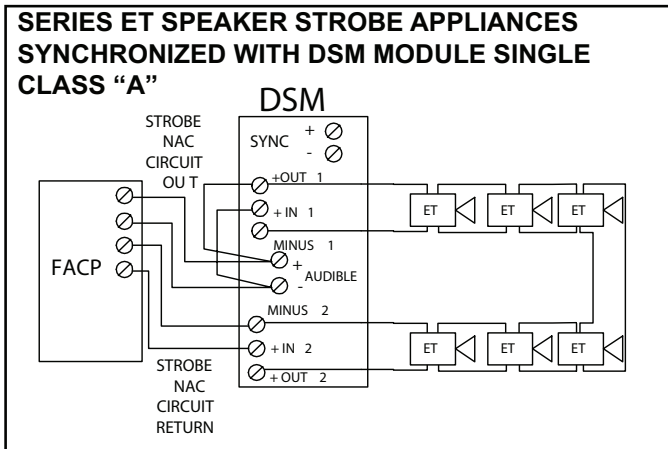 SERIES ET SPEAKER STROBE APPLIANCES
SYNCHRONIZED WITH DSM MODULE SINGLE
CLASS “A”
DSM
STROBE
NAC
CIRCUIT
OU T
SYNC
+
-
+OUT 1
+ IN 1
MINUS 1
+
AUDIBLE
-
MINUS 2
+ IN 2
+ OUT 2
FACP
STROBE
NAC
CIRCUIT
RETURN
ET ET ET
ET ET ET